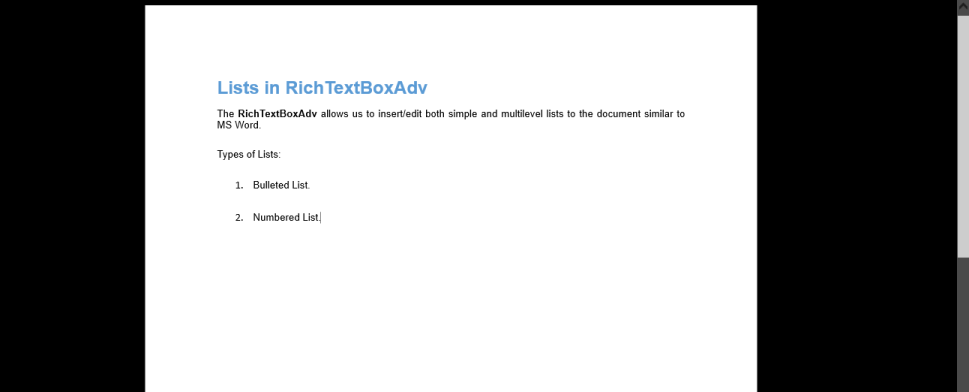 Lists in RichTextBoxAdv
The RichTextBoxAdv allows us to insert/edit both simple and multilevel lists to the document similar to
MS Word.
Types of Lists:
1. Bulleted List.
2. Numbered List.